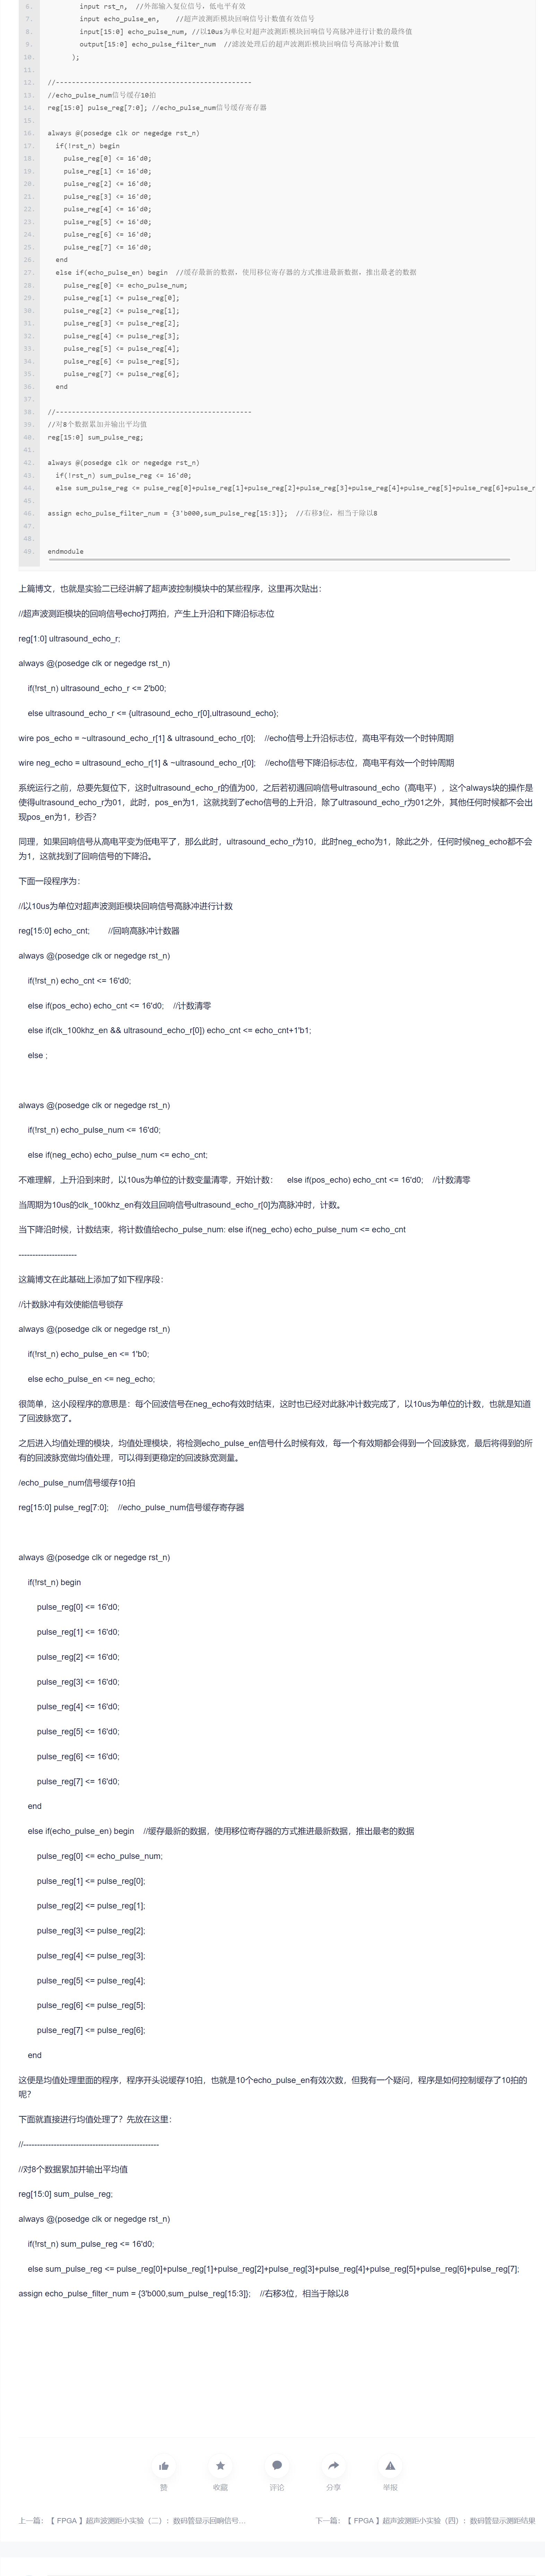 6. input rst_n, //外部输入复位信号，低电平有效
7. input echo_pulse_en, //超声波测距模块回响信号计数值有效信号
8. input[15:0] echo_pulse_num, //以10us为单位对超声波测距模块回响信号高脉冲进行计数的最终值
9. output[15:0] echo_pulse_filter_num //滤波处理后的超声波测距模块回响信号高脉冲计数值
10. );
11.
12. //-------------------------------------------------
13. //echo_pulse_num信号缓存10拍
14. reg[15:0] pulse_reg[7:0]; //echo_pulse_num信号缓存寄存器
15.
16. always @(posedge clk or negedge rst_n)
17. if(!rst_n) begin
18. pulse_reg[0] <= 16'd0;
19. pulse_reg[1] <= 16'd0;
20. pulse_reg[2] <= 16'd0;
21. pulse_reg[3] <= 16'd0;
22. pulse_reg[4] <= 16'd0;
23. pulse_reg[5] <= 16'd0;
24. pulse_reg[6] <= 16'd0;
25. pulse_reg[7] <= 16'd0;
26. end
27. else if(echo_pulse_en) begin //缓存最新的数据，使用移位寄存器的方式推进最新数据，推出最老的数据
28. pulse_reg[0] <= echo_pulse_num;
29. pulse_reg[1] <= pulse_reg[0];
30. pulse_reg[2] <= pulse_reg[1];
31. pulse_reg[3] <= pulse_reg[2];
32. pulse_reg[4] <= pulse_reg[3];
33. pulse_reg[5] <= pulse_reg[4];
34. pulse_reg[6] <= pulse_reg[5];
35. pulse_reg[7] <= pulse_reg[6];
36. end
37.
38. //-------------------------------------------------
39. //对8个数据累加并输出平均值
40. reg[15:0] sum_pulse_reg;
41.
42. always @(posedge clk or negedge rst_n)
43. if(!rst_n) sum_pulse_reg <= 16'd0;
44. else sum_pulse_reg <= pulse_reg[0]+pulse_reg[1]+pulse_reg[2]+pulse_reg[3]+pulse_reg[4]+pulse_reg[5]+pulse_reg[6]+pulse_r
45.
46. assign echo_pulse_filter_num = {3'b000,sum_pulse_reg[15:3]}; //右移3位，相当于除以8
47.
48.
49. endmodule
上篇博文，也就是实验二已经讲解了超声波控制模块中的某些程序，这里再次贴出：
//超声波测距模块的回响信号echo打两拍，产生上升沿和下降沿标志位
reg[1:0] ultrasound_echo_r;
always @(posedge clk or negedge rst_n)
if(!rst_n) ultrasound_echo_r <= 2'b00;
else ultrasound_echo_r <= {ultrasound_echo_r[0],ultrasound_echo};
wire pos_echo = ~ultrasound_echo_r[1] & ultrasound_echo_r[0]; //echo信号上升沿标志位，高电平有效一个时钟周期
wire neg_echo = ultrasound_echo_r[1] & ~ultrasound_echo_r[0]; //echo信号下降沿标志位，高电平有效一个时钟周期
系统运行之前，总要先复位下，这时ultrasound_echo_r的值为00，之后若初遇回响信号ultrasound_echo（高电平），这个always块的操作是
使得ultrasound_echo_r为01，此时，pos_en为1，这就找到了echo信号的上升沿，除了ultrasound_echo_r为01之外，其他任何时候都不会出
现pos_en为1，秒否？
同理，如果回响信号从高电平变为低电平了，那么此时，ultrasound_echo_r为10，此时neg_echo为1，除此之外，任何时候neg_echo都不会
为1，这就找到了回响信号的下降沿。
下面一段程序为：
//以10us为单位对超声波测距模块回响信号高脉冲进行计数
reg[15:0] echo_cnt; //回响高脉冲计数器
always @(posedge clk or negedge rst_n)
if(!rst_n) echo_cnt <= 16'd0;
else if(pos_echo) echo_cnt <= 16'd0; //计数清零
else if(clk_100khz_en && ultrasound_echo_r[0]) echo_cnt <= echo_cnt+1'b1;
else ;
always @(posedge clk or negedge rst_n)
if(!rst_n) echo_pulse_num <= 16'd0;
else if(neg_echo) echo_pulse_num <= echo_cnt;
不难理解，上升沿到来时，以10us为单位的计数变量清零，开始计数： else if(pos_echo) echo_cnt <= 16'd0; //计数清零
当周期为10us的clk_100khz_en有效且回响信号ultrasound_echo_r[0]为高脉冲时，计数。
当下降沿时候，计数结束，将计数值给echo_pulse_num: else if(neg_echo) echo_pulse_num <= echo_cnt
---------------------
这篇博文在此基础上添加了如下程序段：
//计数脉冲有效使能信号锁存
always @(posedge clk or negedge rst_n)
if(!rst_n) echo_pulse_en <= 1'b0;
else echo_pulse_en <= neg_echo;
很简单，这小段程序的意思是：每个回波信号在neg_echo有效时结束，这时也已经对此脉冲计数完成了，以10us为单位的计数，也就是知道
了回波脉宽了。
之后进入均值处理的模块，均值处理模块，将检测echo_pulse_en信号什么时候有效，每一个有效期都会得到一个回波脉宽，最后将得到的所
有的回波脉宽做均值处理，可以得到更稳定的回波脉宽测量。
/echo_pulse_num信号缓存10拍
reg[15:0] pulse_reg[7:0]; //echo_pulse_num信号缓存寄存器
always @(posedge clk or negedge rst_n)
if(!rst_n) begin
pulse_reg[0] <= 16'd0;
pulse_reg[1] <= 16'd0;
pulse_reg[2] <= 16'd0;
pulse_reg[3] <= 16'd0;
pulse_reg[4] <= 16'd0;
pulse_reg[5] <= 16'd0;
pulse_reg[6] <= 16'd0;
pulse_reg[7] <= 16'd0;
end
else if(echo_pulse_en) begin //缓存最新的数据，使用移位寄存器的方式推进最新数据，推出最老的数据
pulse_reg[0] <= echo_pulse_num;
pulse_reg[1] <= pulse_reg[0];
pulse_reg[2] <= pulse_reg[1];
pulse_reg[3] <= pulse_reg[2];
pulse_reg[4] <= pulse_reg[3];
pulse_reg[5] <= pulse_reg[4];
pulse_reg[6] <= pulse_reg[5];
pulse_reg[7] <= pulse_reg[6];
end
这便是均值处理里面的程序，程序开头说缓存10拍，也就是10个echo_pulse_en有效次数，但我有一个疑问，程序是如何控制缓存了10拍的
呢？
下面就直接进行均值处理了？先放在这里：
//-------------------------------------------------
//对8个数据累加并输出平均值
reg[15:0] sum_pulse_reg;
always @(posedge clk or negedge rst_n)
if(!rst_n) sum_pulse_reg <= 16'd0;
else sum_pulse_reg <= pulse_reg[0]+pulse_reg[1]+pulse_reg[2]+pulse_reg[3]+pulse_reg[4]+pulse_reg[5]+pulse_reg[6]+pulse_reg[7];
assign echo_pulse_filter_num = {3'b000,sum_pulse_reg[15:3]}; //右移3位，相当于除以8
赞 收藏 评论 分享 举报
上一篇：【 FPGA 】超声波测距小实验（二）：数码管显示回响信号... 下一篇：【 FPGA 】超声波测距小实验（四）：数码管显示测距结果